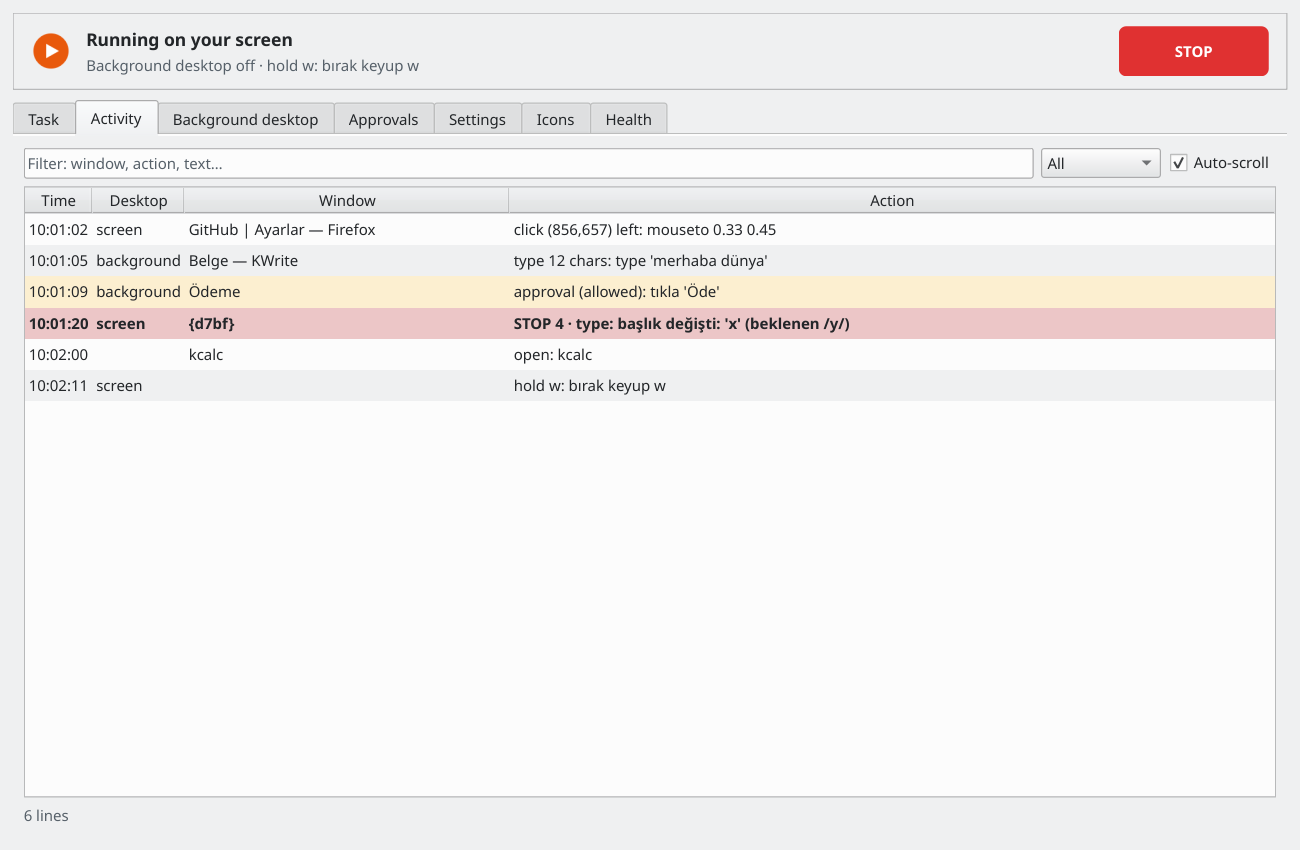 Running on your screen
Background desktop off · hold w: bırak keyup w
STOP
Task Activity Background desktop Approvals Settings Icons Health
Filter: window, action, text... All Auto-scroll
Time Desktop Window Action
10:01:02 screen GitHub | Ayarlar — Firefox click (856,657) left: mouseto 0.33 0.45
10:01:05 background Belge — KWrite type 12 chars: type 'merhaba dünya'
10:01:09 background Ödeme approval (allowed): tıkla 'Öde'
10:01:20 screen {d7bf} STOP 4 · type: başlık değişti: 'x' (beklenen /y/)
10:02:00 kcalc open: kcalc
10:02:11 screen hold w: bırak keyup w
6 lines